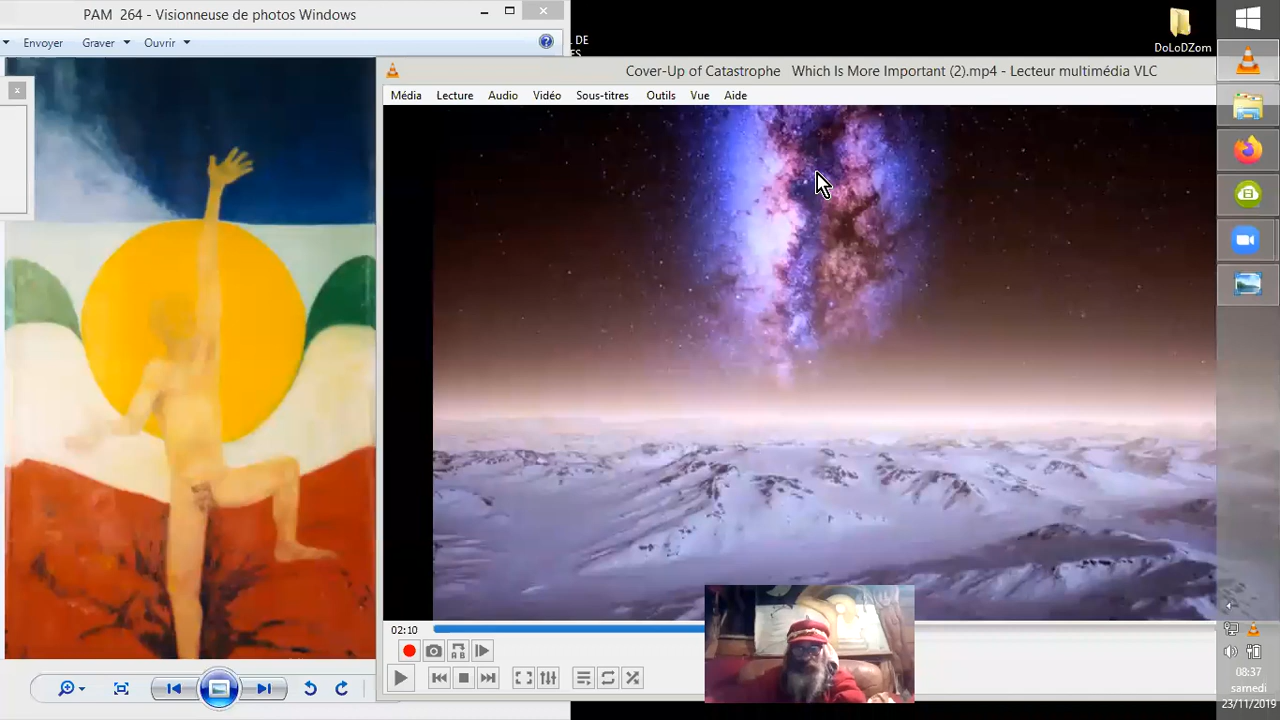 PAM 264 - Visionneuse de photos Windows
Envoyer Graver Ouvrir
DE
ES
DoLoDZom
Cover-Up of Catastrophe Which Is More Important (2).mp4 - Lecteur multimédia VLC
Média Lecture Audio Vidéo Sous-titres Outils Vue Aide
02:10
08:37
samedi
23/11/2019